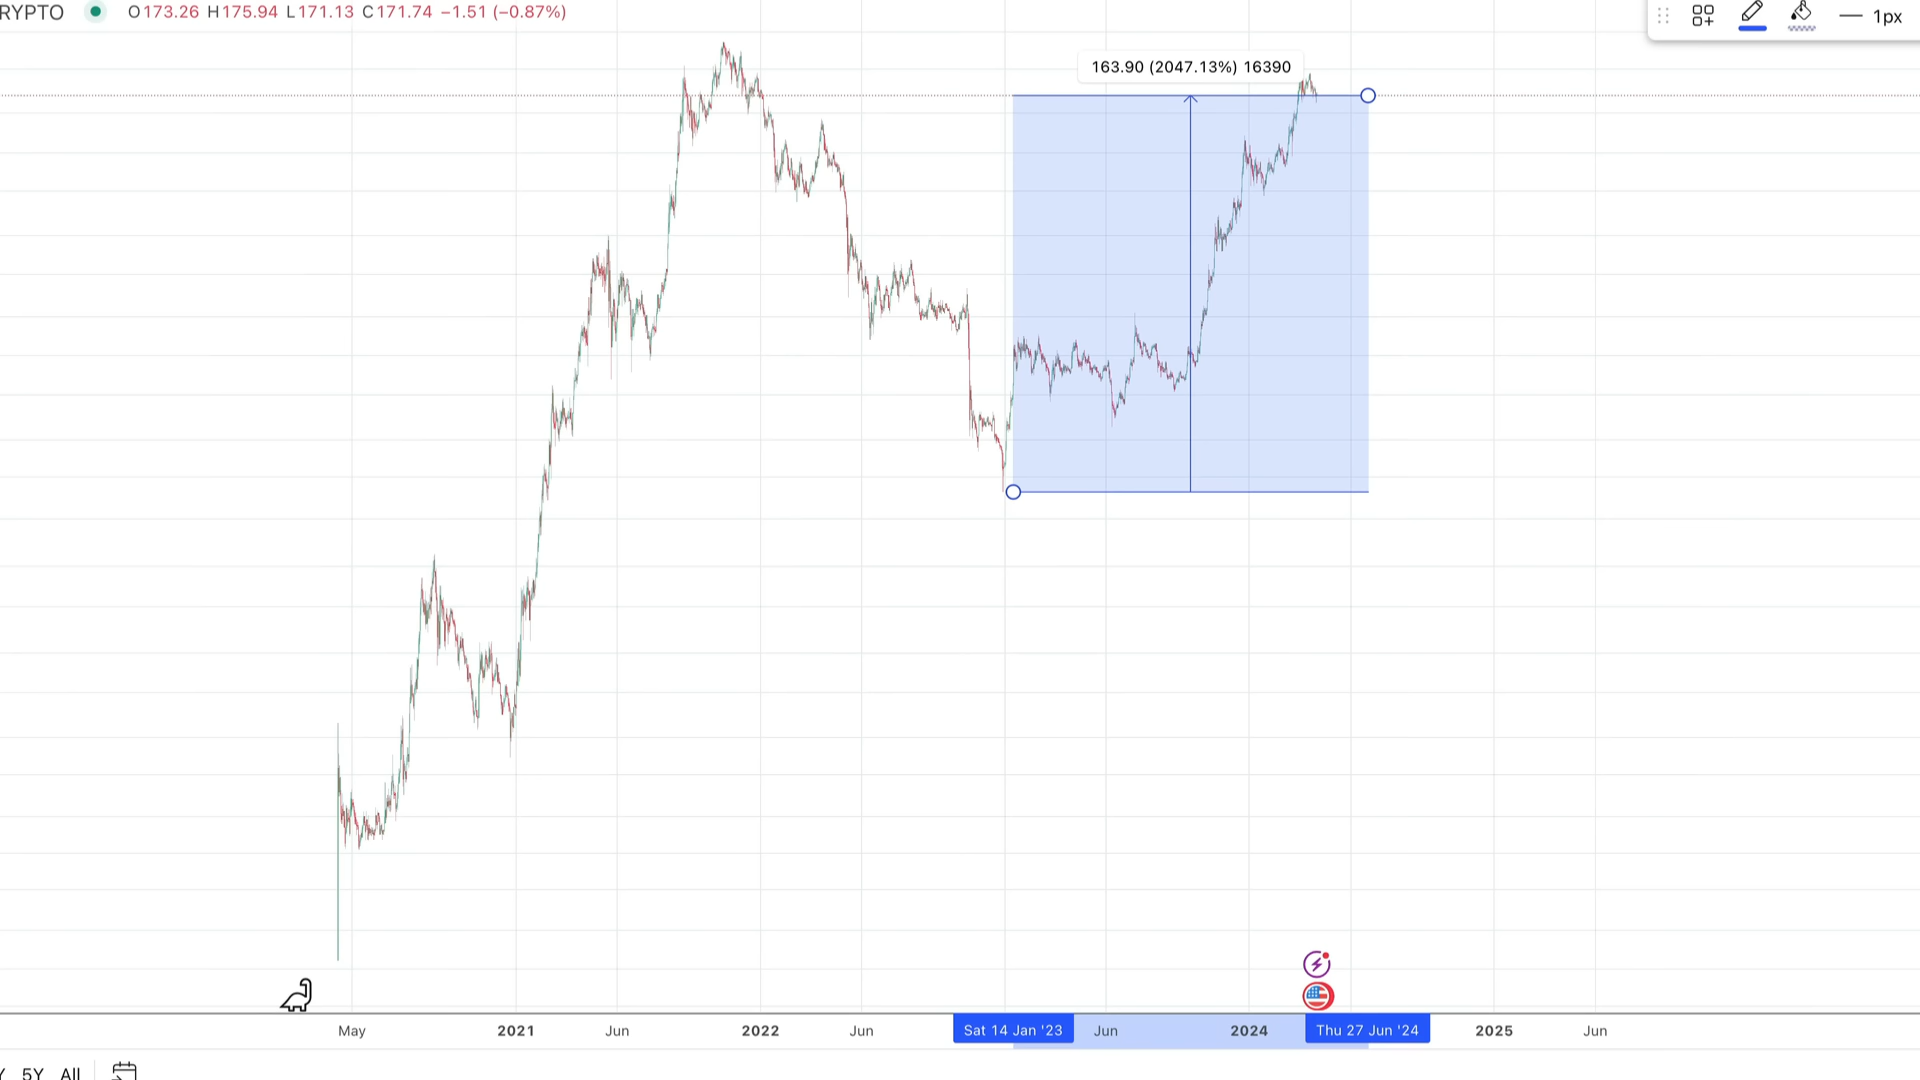 RYPTO O173.26 H175.94 L171.13 C171.74 −1.51 (−0.87%)
1px
163.90 (2047.13%) 16390
May 2021 Jun 2022 Jun Sat 14 Jan '23 Jun 2024 Thu 27 Jun '24 2025 Jun
5Y All